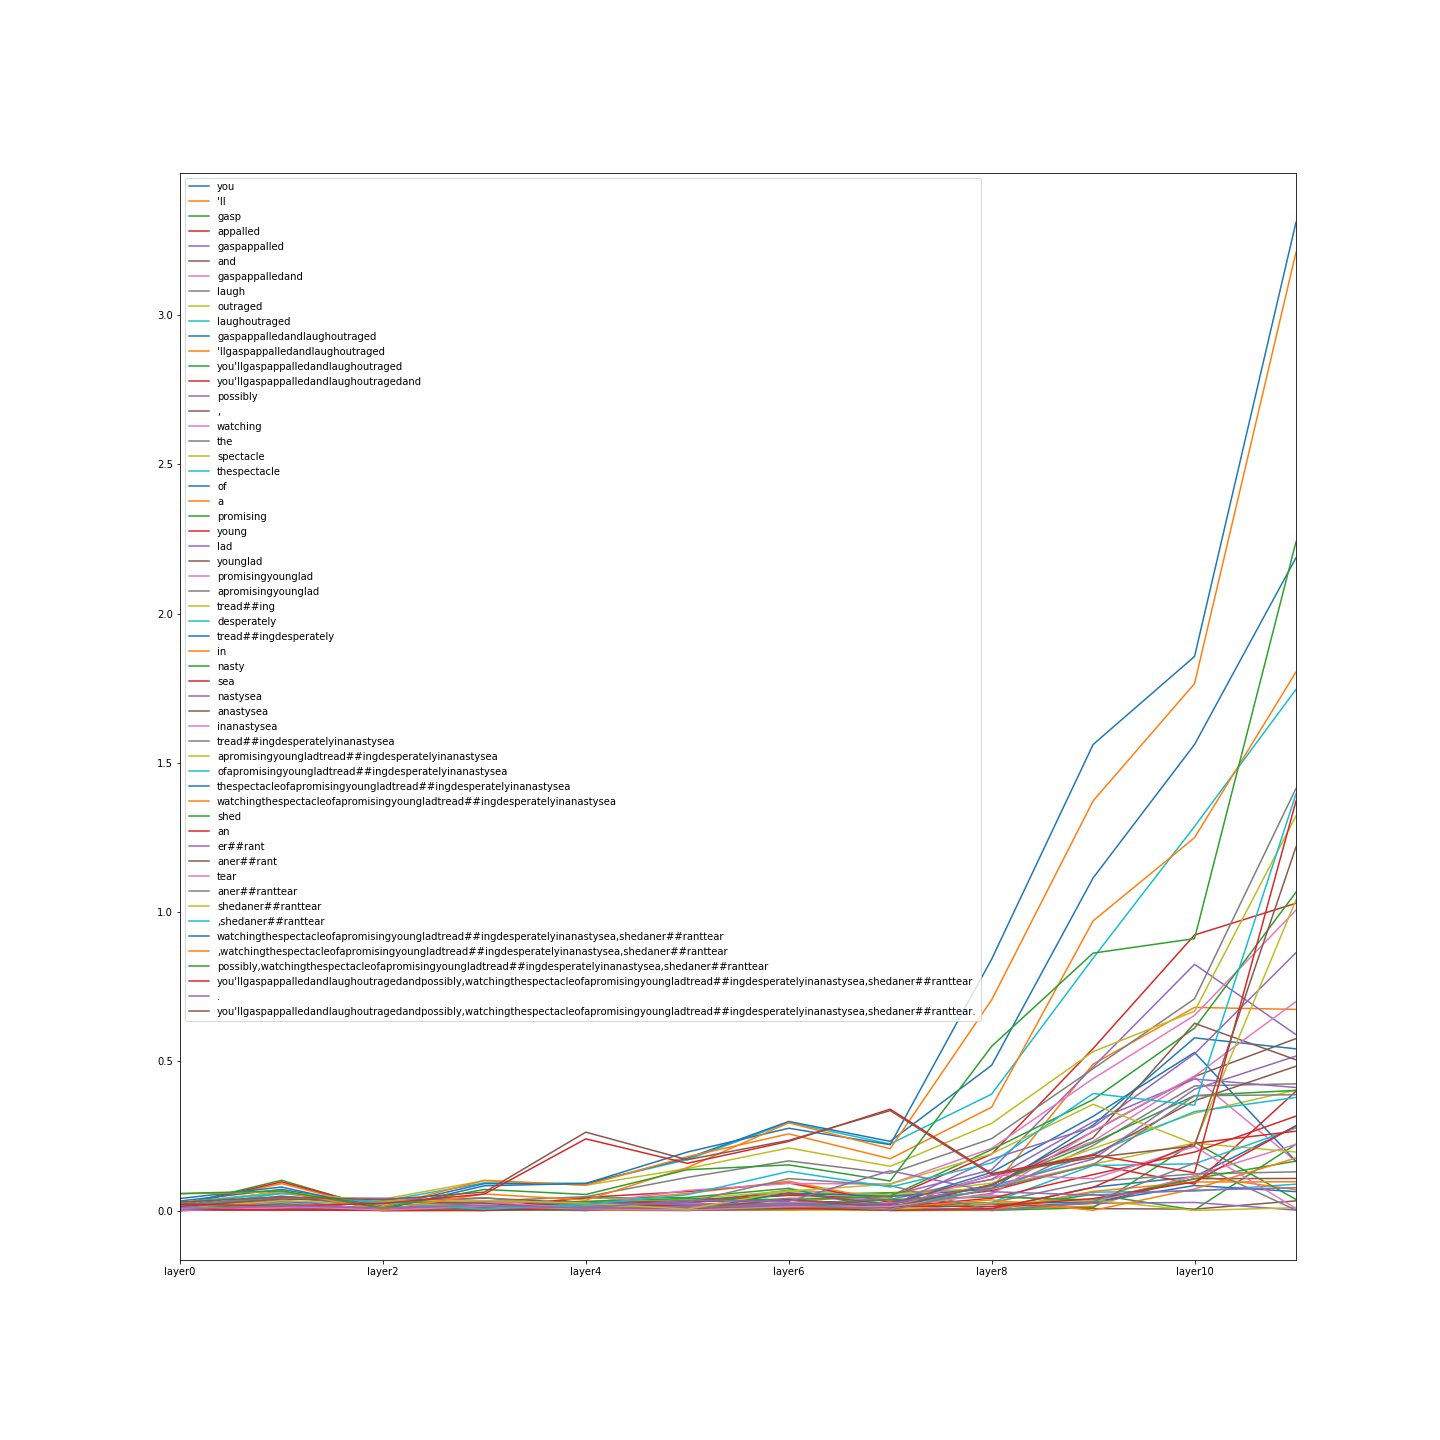 you
'll
gasp
appalled
gaspappalled
and
gaspappalledand
laugh
outraged
laughoutraged
gaspappalledandlaughoutraged
'llgaspappalledandlaughoutraged
you'llgaspappalledandlaughoutraged
you'llgaspappalledandlaughoutragedand
possibly
,
watching
the
spectacle
thespectacle
of
a
promising
young
lad
younglad
promisingyounglad
apromisingyounglad
tread##ing
desperately
tread##ingdesperately
in
nasty
sea
nastysea
anastysea
inanastysea
tread##ingdesperatelyinanastysea
apromisingyoungladtread##ingdesperatelyinanastysea
ofapromisingyoungladtread##ingdesperatelyinanastysea
thespectacleofapromisingyoungladtread##ingdesperatelyinanastysea
watchingthespectacleofapromisingyoungladtread##ingdesperatelyinanastysea
shed
an
er##rant
aner##rant
tear
aner##ranttear
shedaner##ranttear
,shedaner##ranttear
watchingthespectacleofapromisingyoungladtread##ingdesperatelyinanastysea,shedaner##ranttear
,watchingthespectacleofapromisingyoungladtread##ingdesperatelyinanastysea,shedaner##ranttear
possibly,watchingthespectacleofapromisingyoungladtread##ingdesperatelyinanastysea,shedaner##ranttear
you'llgaspappalledandlaughoutragedandpossibly,watchingthespectacleofapromisingyoungladtread##ingdesperatelyinanastysea,shedaner##ranttear
.
you'llgaspappalledandlaughoutragedandpossibly,watchingthespectacleofapromisingyoungladtread##ingdesperatelyinanastysea,shedaner##ranttear.
3.0
2.5
2.0
1.5
1.0
0.5
0.0
layer0 layer2 layer4 layer6 layer8 layer10